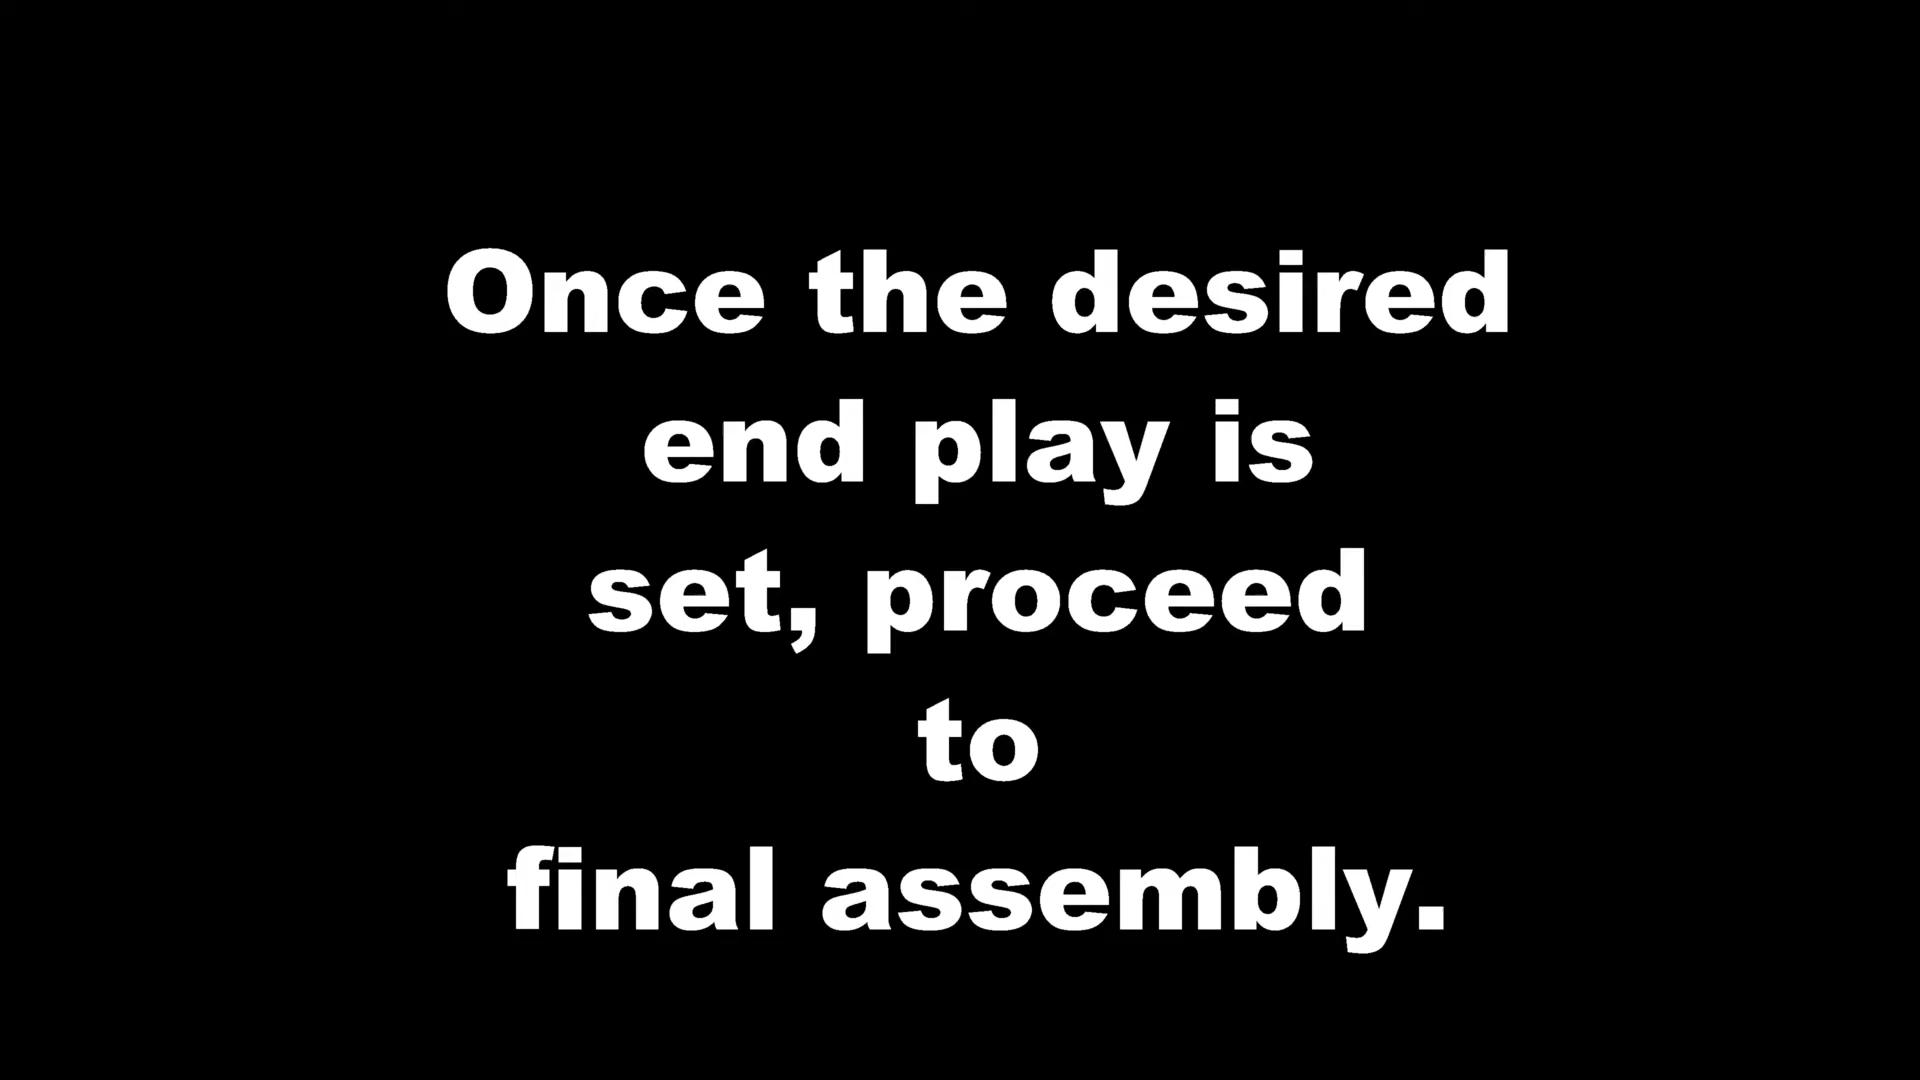 Once the desired
end play is
set, proceed
to
final assembly.